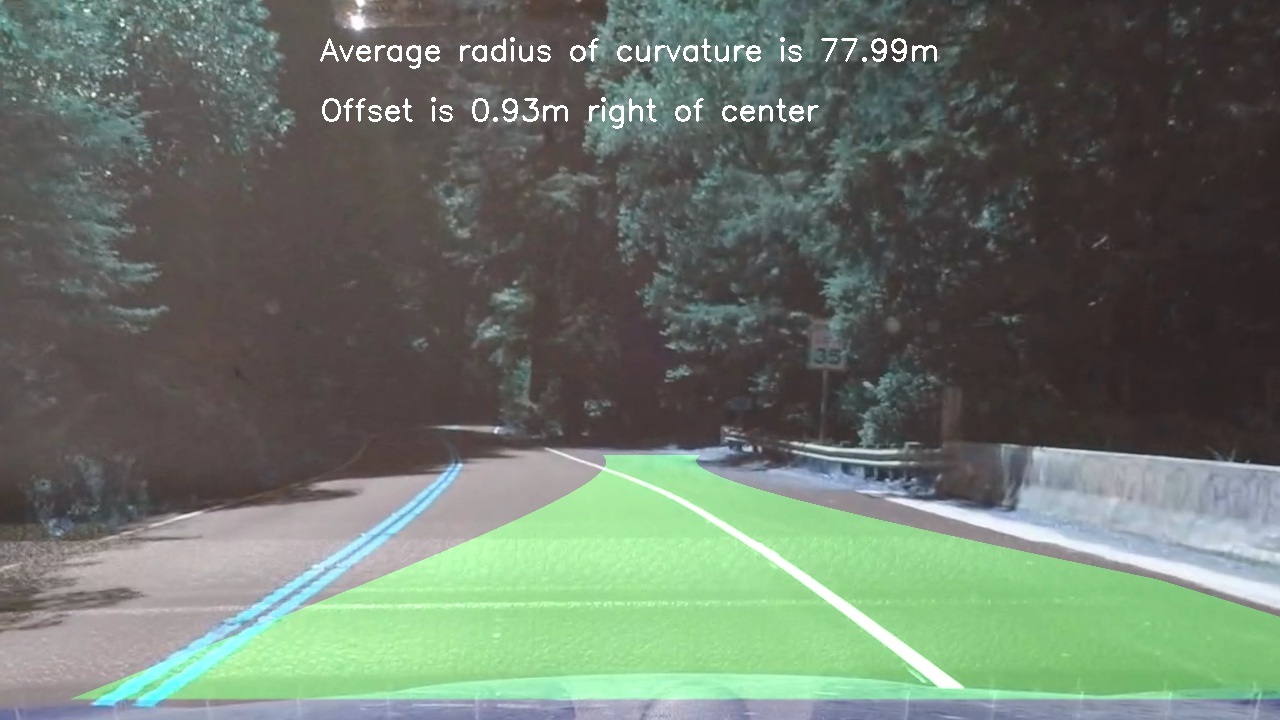 Average radius of curvature is 77.99m
Offset is 0.93m right of center
35